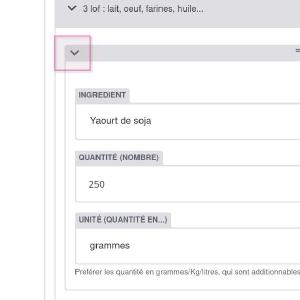 3 lof : lait, oeuf, farines, huile...
INGREDIENT
Yaourt de soja
QUANTITÉ (NOMBRE)
250
UNITÉ (QUANTITÉ EN...)
grammes
Preférer les quantité en grammes/Kg/litres, qui sont additionnables